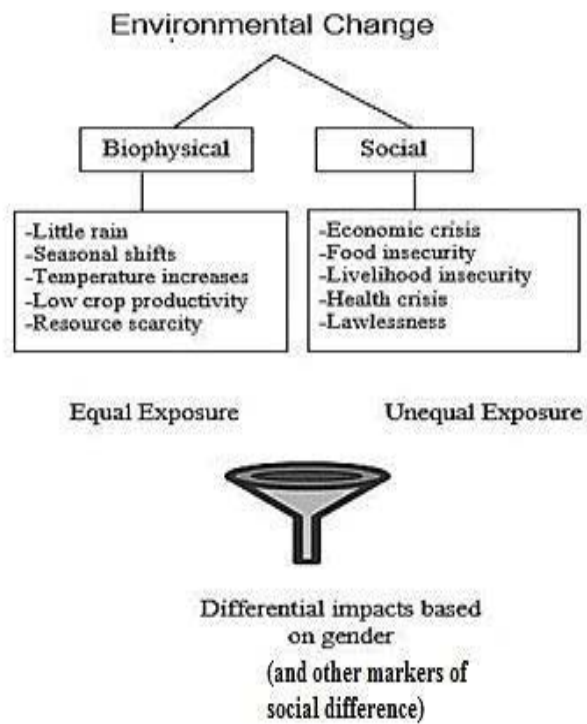 Environmental Change
Biophysical
Social
-Little rain
-Seasonal shifts
-Temperature increases
-Low crop productivity
-Resource scarcity
-Economic crisis
-Food insecurity
-Livelihood insecurity
-Health crisis
-Lawlessness
Equal Exposure
Unequal Exposure
Differential impacts based
on gender
(and other markers of
social difference)